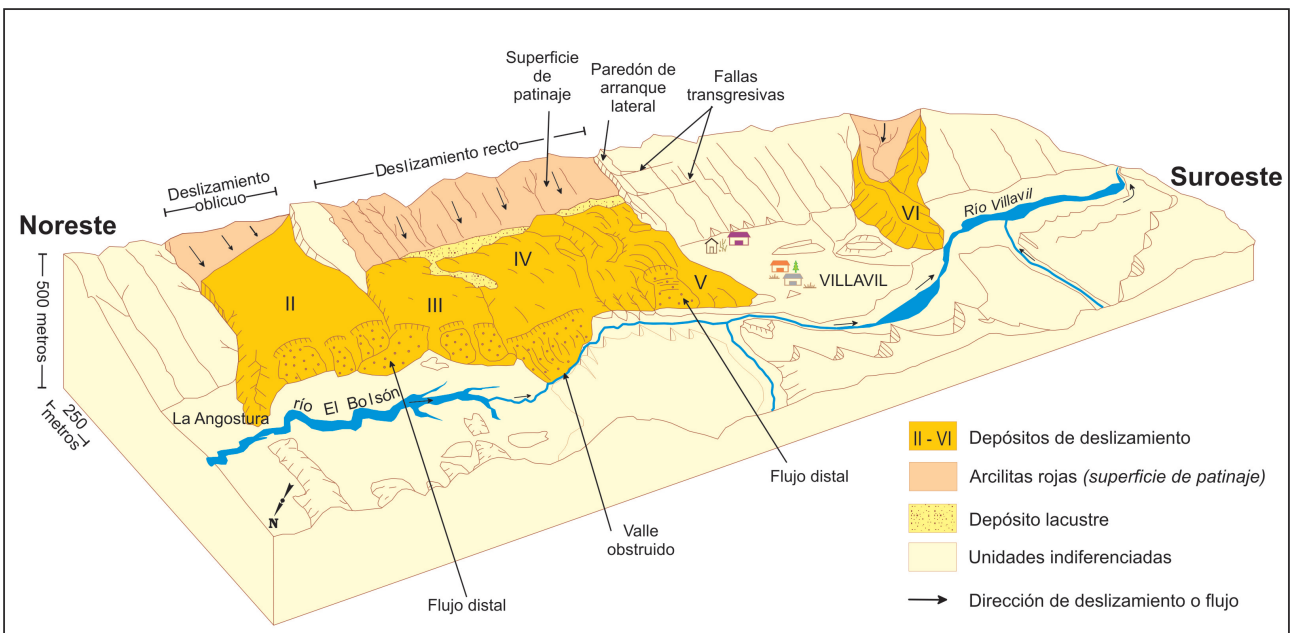 Superficie
de
patinaje
Paredón de
arranque
lateral
Fallas
transgresivas
Deslizamiento recto
Deslizamiento
oblicuo
Noreste
Suroeste
Río Villavil
VI
IV
V
II
III
VILLAVIL
500 metros
250
metros
La Angostura
río El Bolsón
N
Flujo distal
Valle
obstruido
Flujo distal
II - VI Depósitos de deslizamiento
Arcilitas rojas (superficie de patinaje)
Depósito lacustre
Unidades indiferenciadas
Dirección de deslizamiento o flujo